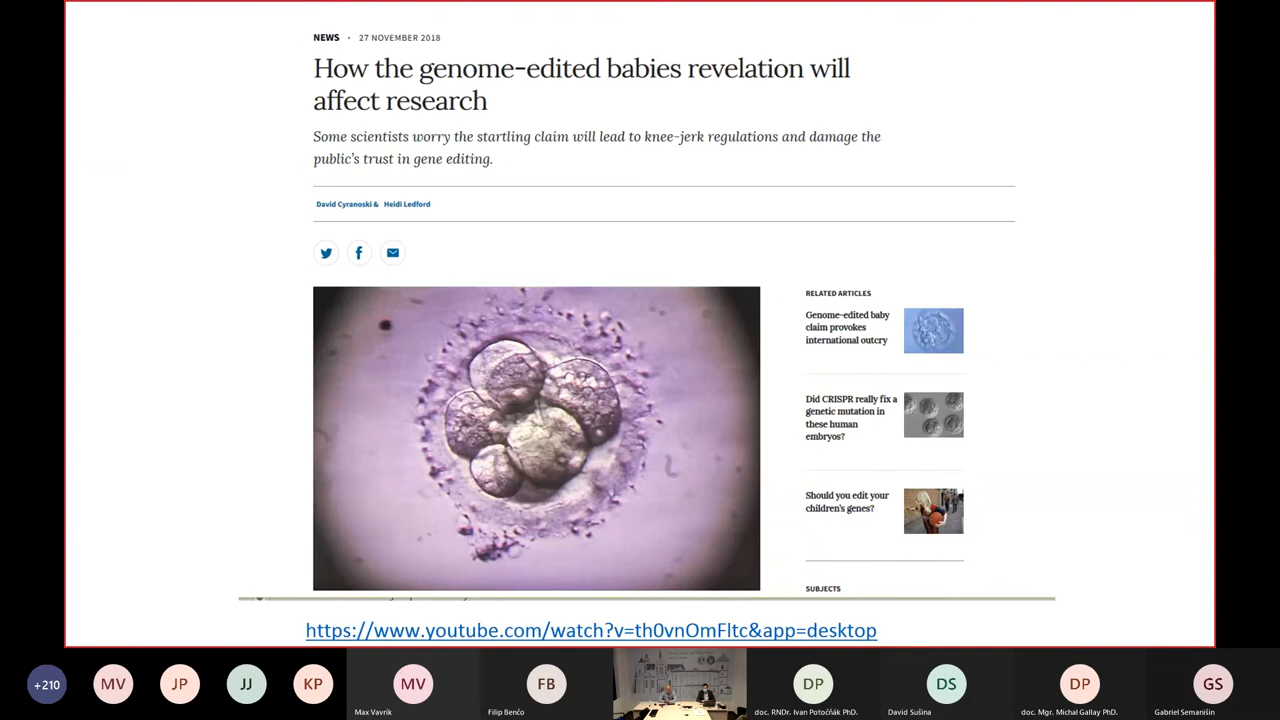 NEWS · 27 NOVEMBER 2018
How the genome-edited babies revelation will
affect research
Some scientists worry the startling claim will lead to knee-jerk regulations and damage the
public's trust in gene editing.
David Cyranoski & Heidi Ledford
RELATED ARTICLES
Genome-edited baby
claim provokes
international outcry
Did CRISPR really fix a
genetic mutation in
these human
embryos?
Should you edit your
children's genes?
SUBJECTS
https://www.youtube.com/watch?v=th0vnOmFltc&app=desktop
+210
MV
JP
JJ
KP
MV
FB
DP
DS
DP
GS
Max Vavrík
Filip Benčo
doc. RNDr. Ivan Potočňák PhD.
David Sušina
doc. Mgr. Michal Gallay PhD.
Gabriel Semanišin